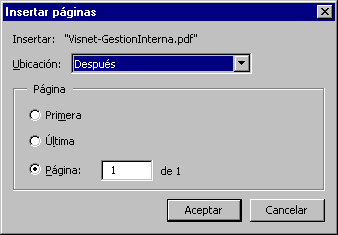 Insertar páginas
Insertar: "Visnet-GestionInterna.pdf"
Ubicación: Después
Página
Primera
Última
Página: 1 de 1
Aceptar Cancelar